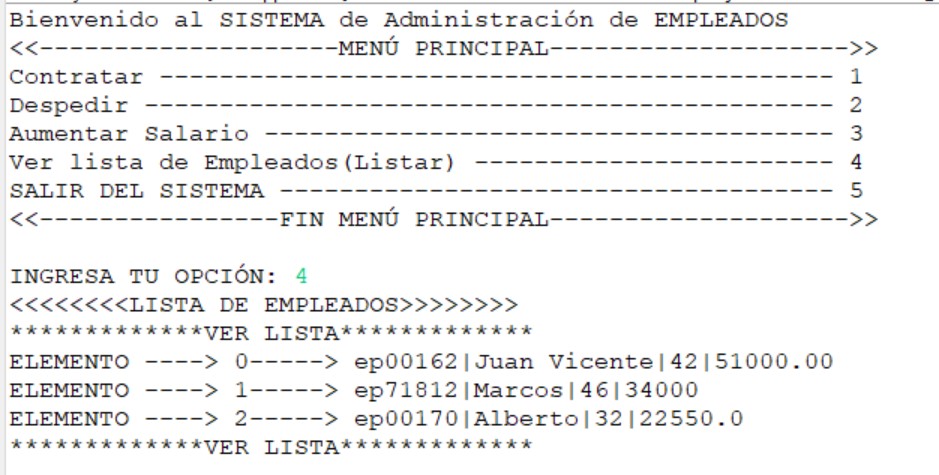 Bienvenido al SISTEMA de Administración de EMPLEADOS
<<--------------------MENÚ PRINCIPAL-------------------->>
Contratar --------------------------------------------- 1
Despedir ---------------------------------------------- 2
Aumentar Salario -------------------------------------- 3
Ver lista de Empleados(Listar) ------------------------ 4
SALIR DEL SISTEMA ------------------------------------- 5
<<----------------FIN MENÚ PRINCIPAL-------------------->>
INGRESA TU OPCIÓN: 4
<<<<<<<<LISTA DE EMPLEADOS>>>>>>>>
*************VER LISTA*************
ELEMENTO ----> 0-----> ep00162|Juan Vicente|42|51000.00
ELEMENTO ----> 1-----> ep71812|Marcos|46|34000
ELEMENTO ----> 2-----> ep00170|Alberto|32|22550.0
*************VER LISTA*************